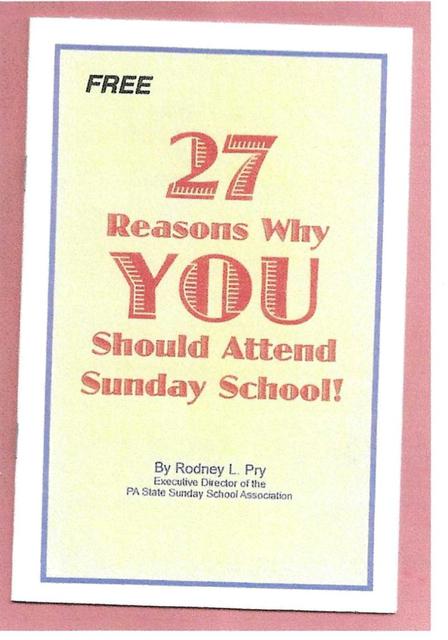 FREE
27
Reasons Why
YOU
Should Attend
Sunday School!
By Rodney L. Pry
Executive Director of the
PA State Sunday School Association